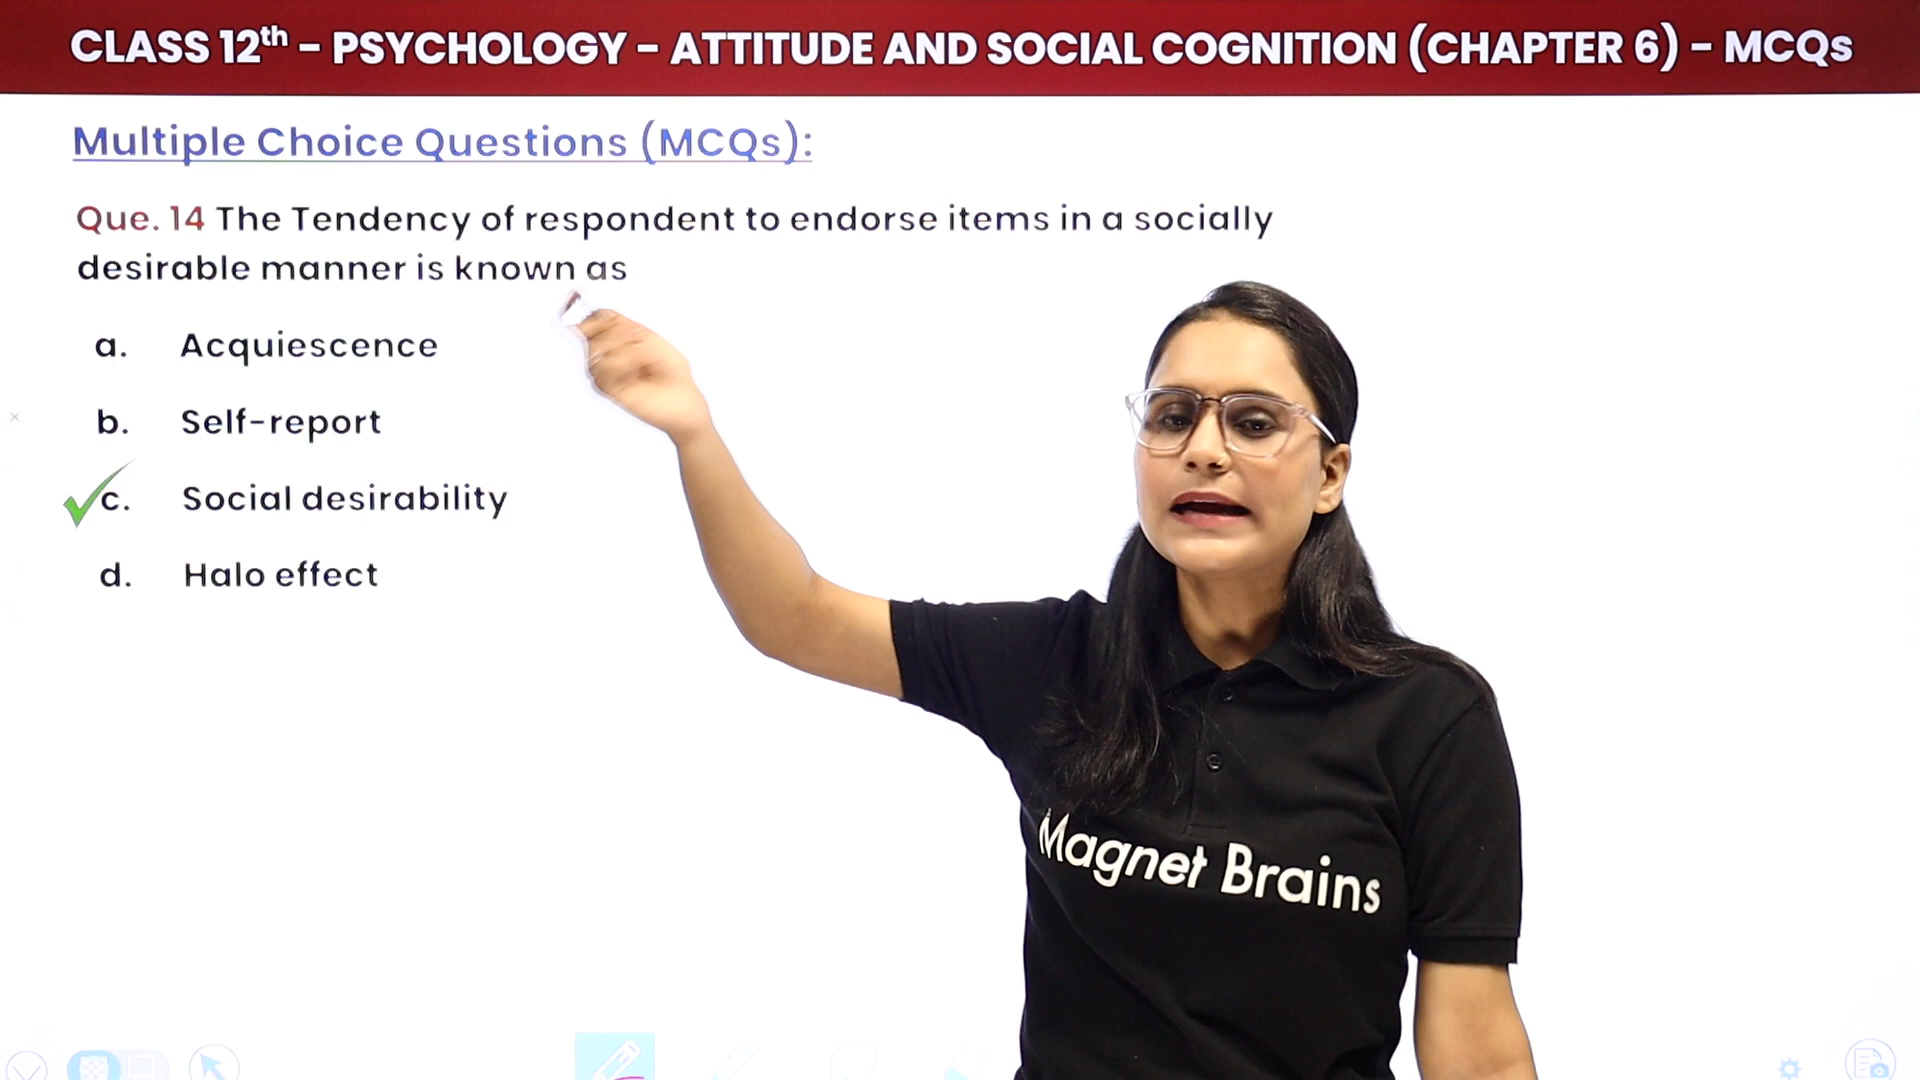 CLASS 12th – PSYCHOLOGY – ATTITUDE AND SOCIAL COGNITION (CHAPTER 6) – MCQs
Multiple Choice Questions (MCQs):
Que. 14 The Tendency of respondent to endorse items in a socially
desirable manner is known as
a. Acquiescence
b. Self-report
c. Social desirability
d. Halo effect
Magnet Brains